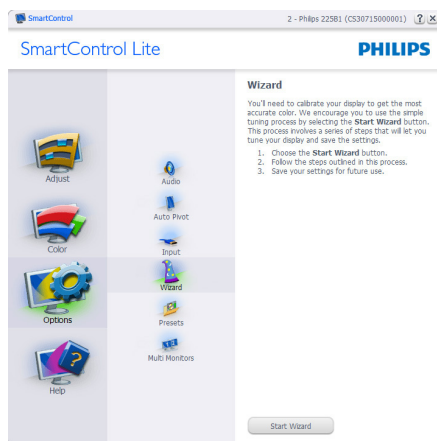 SmartControl
2 - Philips 225B1 (CS30715000001)
SmartControl Lite
PHILIPS
Adjust
Color
Options
Help
Audio
Auto Pivot
Input
Wizard
Presets
Multi Monitors
Wizard
You'll need to calibrate your display to get the most
accurate color. We encourage you to use the simple
tuning process by selecting the Start Wizard button.
This process involves a series of steps that will let you
tune your display and save the settings.
1. Choose the Start Wizard button.
2. Follow the steps outlined in this process.
3. Save your settings for future use.
Start Wizard